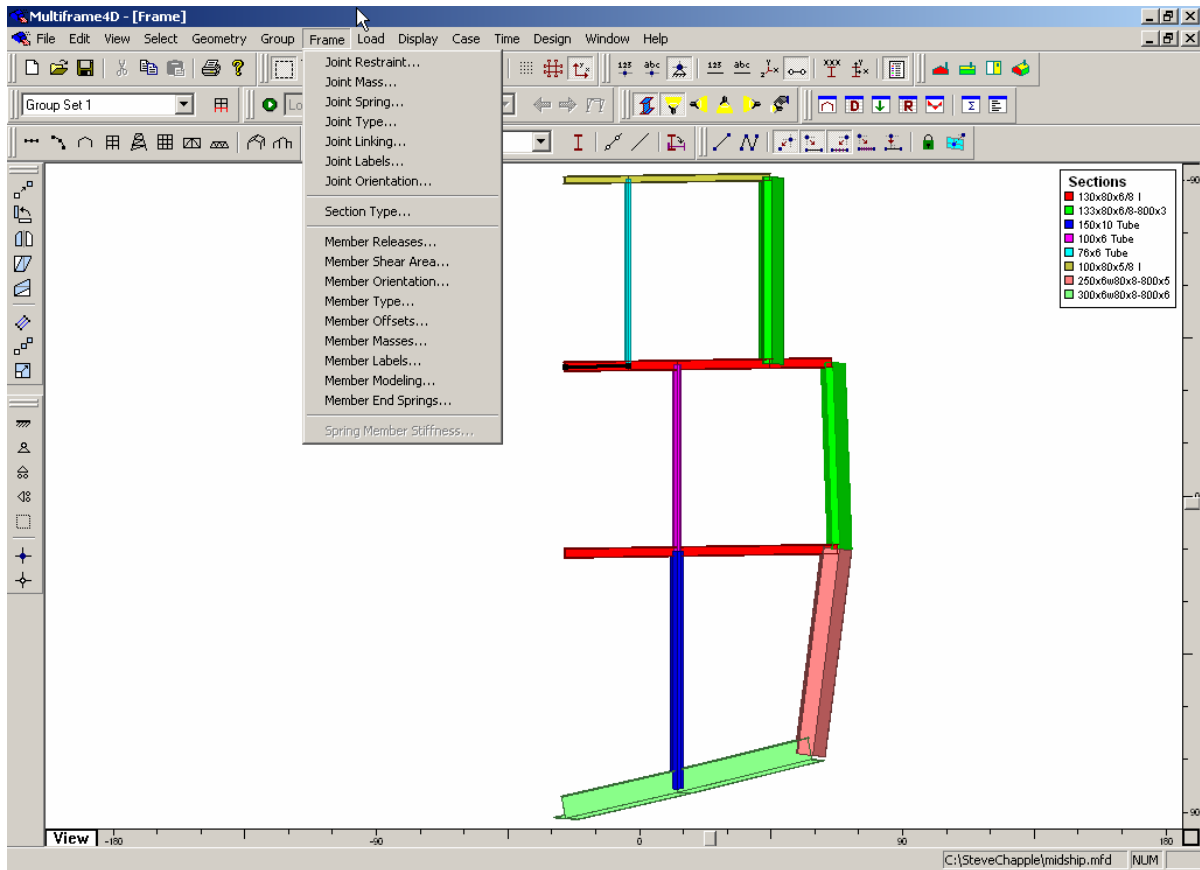 Multiframe4D - [Frame]
File Edit View Select Geometry Group Frame Load Display Case Time Design Window Help
Group Set 1
Lo
Joint Restraint...
Joint Mass...
Joint Spring...
Joint Type...
Joint Linking...
Joint Labels...
Joint Orientation...
Section Type...
Member Releases...
Member Shear Area...
Member Orientation...
Member Type...
Member Offsets...
Member Masses...
Member Labels...
Member Modeling...
Member End Springs...
Spring Member Stiffness...
Sections
130x80x6/8 I
133x80x6/8-800x3
150x10 Tube
100x6 Tube
76x6 Tube
100x80x5/8 I
250x6w80x8-800x5
300x6w80x8-800x6
-90
0
-90
View -180 -90 0 90 180
C:\SteveChapple\midship.mfd NUM